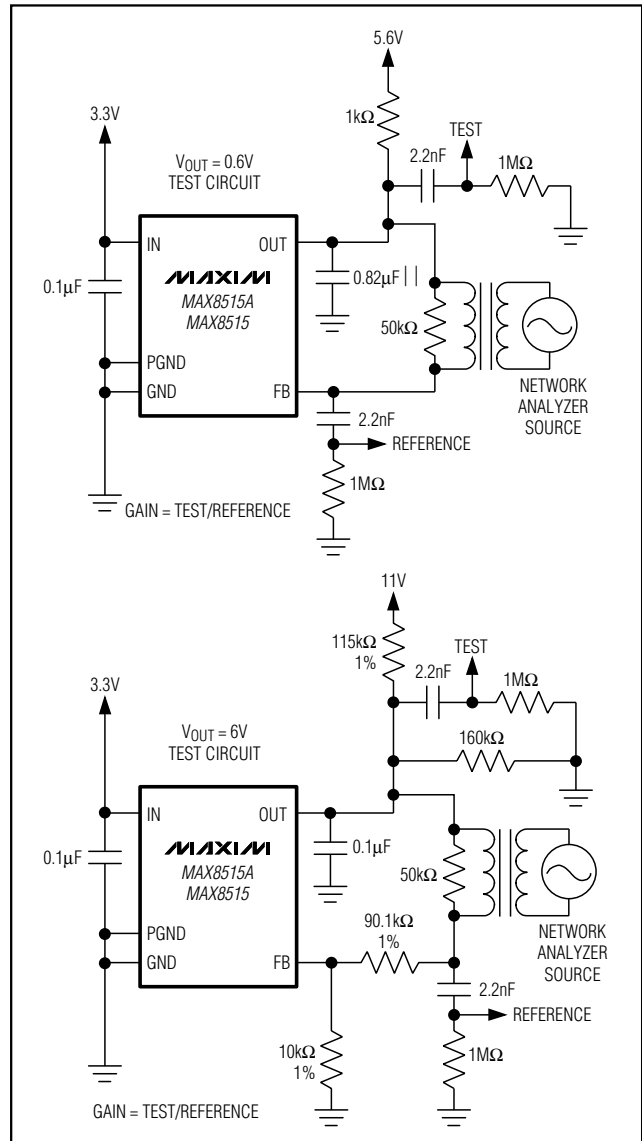 5.6V
3.3V
1kΩ
TEST
2.2nF
1MΩ
VOUT = 0.6V
TEST CIRCUIT
IN
OUT
MAXIM
MAX8515A
MAX8515
0.1μF
0.82μF ||
50kΩ
PGND
GND
FB
NETWORK
ANALYZER
SOURCE
2.2nF
REFERENCE
1MΩ
GAIN = TEST/REFERENCE
11V
115kΩ
1%
TEST
3.3V
2.2nF
1MΩ
VOUT = 6V
TEST CIRCUIT
160kΩ
IN
OUT
MAXIM
MAX8515A
MAX8515
0.1μF
0.1μF
50kΩ
90.1kΩ
1%
NETWORK
ANALYZER
SOURCE
PGND
GND
FB
2.2nF
REFERENCE
10kΩ
1%
1MΩ
GAIN = TEST/REFERENCE